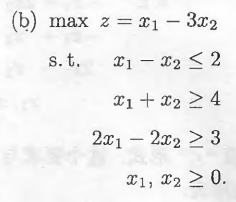 (b) max z = x₁ − 3x₂
s.t. x₁ − x₂ ≤ 2
x₁ + x₂ ≥ 4
2x₁ − 2x₂ ≥ 3
x₁, x₂ ≥ 0.